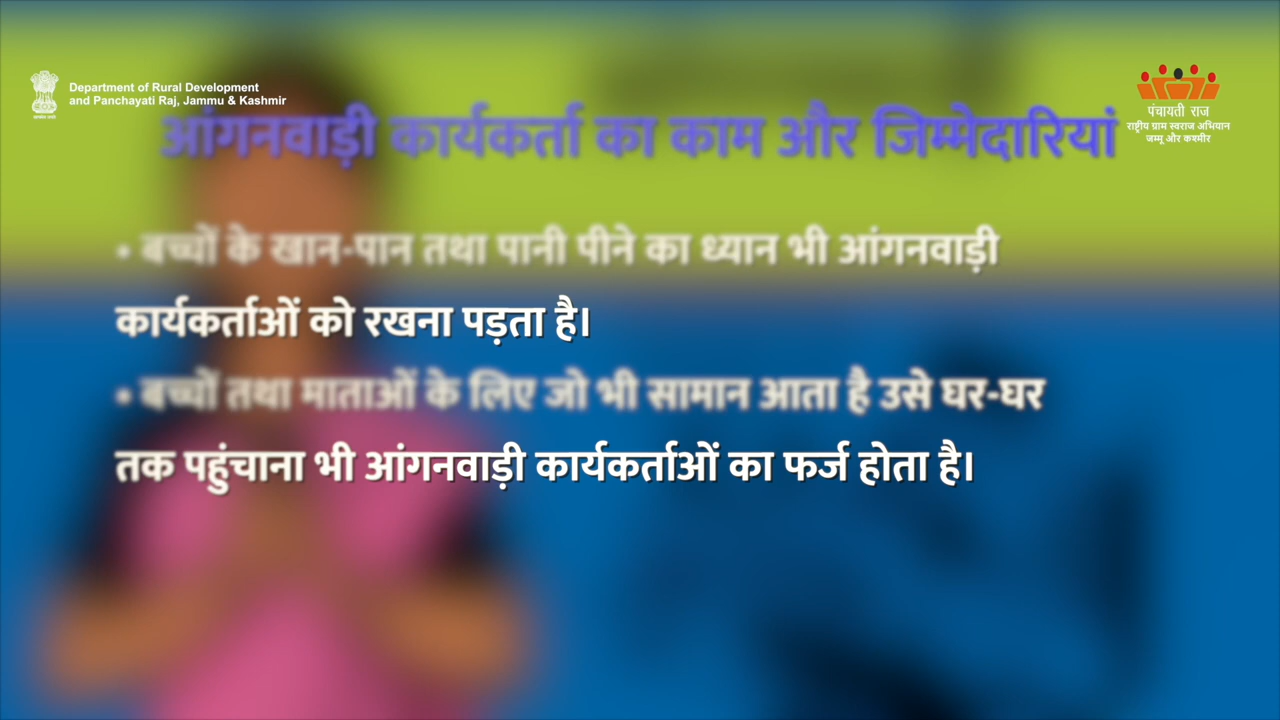 Department of Rural Development
and Panchayati Raj, Jammu & Kashmir
पंचायती राज
राष्ट्रीय ग्राम स्वराज अभियान
जम्मू और कश्मीर
आंगनवाड़ी कार्यकर्ता का काम और जिम्मेदारियां
• बच्चों के खान-पान तथा पानी पीने का ध्यान भी आंगनवाड़ी
कार्यकर्ताओं को रखना पड़ता है।
• बच्चों तथा माताओं के लिए जो भी सामान आता है उसे घर-घर
तक पहुंचाना भी आंगनवाड़ी कार्यकर्ताओं का फर्ज होता है।